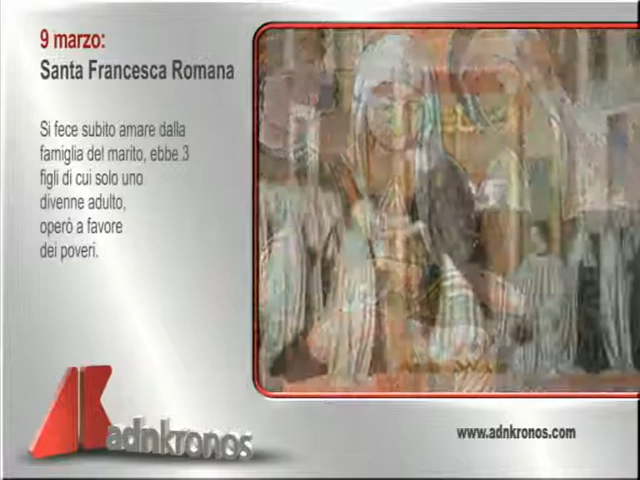 9 marzo:
Santa Francesca Romana
Si fece subito amare dalla
famiglia del marito, ebbe 3
figli di cui solo uno
divenne adulto,
operò a favore
dei poveri.
adnkronos
www.adnkronos.com